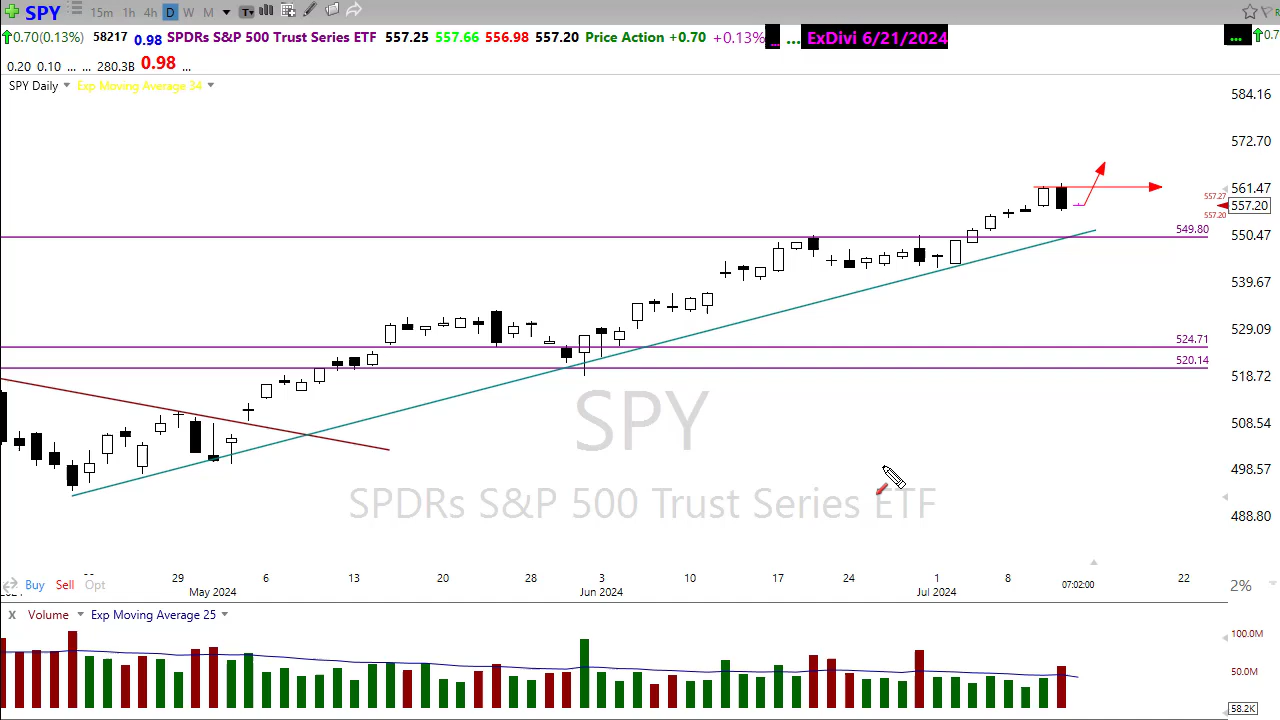 SPY 15m 1h 4h D W M T R
0.70(0.13%) 58217 0.98 SPDRs S&P 500 Trust Series ETF 557.25 557.66 556.98 557.20 Price Action +0.70 +0.13% ... ... ExDivi 6/21/2024 ... 0.7
0.20 0.10 ... ... 280.3B 0.98 ...
SPY Daily Exp Moving Average 34
584.16
572.70
561.47
557.27
557.20
557.20
549.80
550.47
539.67
529.09
524.71
520.14
518.72
508.54
498.57
488.80
SPY
SPDRs S&P 500 Trust Series ETF
29 6 13 20 28 3 10 17 24 1 8 07:02:00 22
Buy Sell Opt 2%
May 2024 Jun 2024 Jul 2024
X Volume Exp Moving Average 25
100.0M
50.0M
58.2K